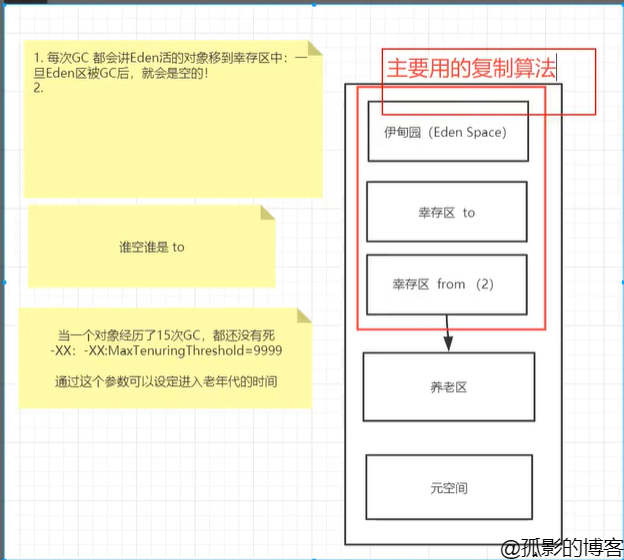 1. 每次GC 都会讲Eden活的对象移到幸存区中：一
旦Eden区被GC后，就会是空的！
2.
谁空谁是 to
当一个对象经历了15次GC，都还没有死
-XX：-XX:MaxTenuringThreshold=9999
通过这个参数可以设定进入老年代的时间
主要用的复制算法
伊甸园（Eden Space）
幸存区 to
幸存区 from （2）
养老区
元空间
@孤影的博客